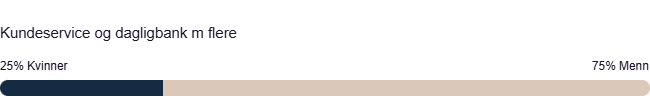 Kundeservice og dagligbank m flere
25% Kvinner
75% Menn